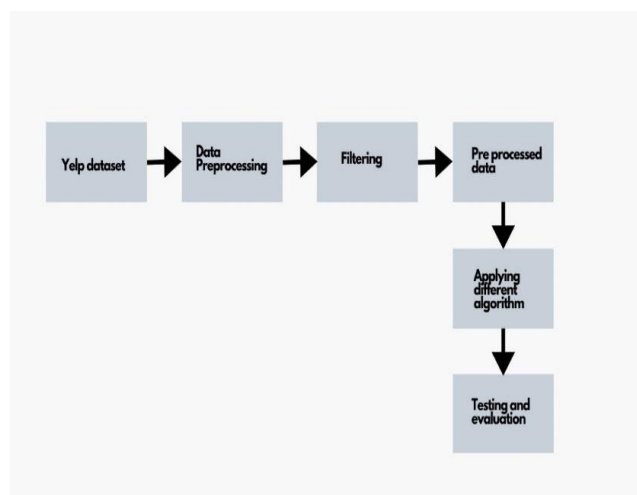 Yelp dataset
Data
Preprocessing
Filtering
Pre processed
data
Applying
different
algorithm
Testing and
evaluation